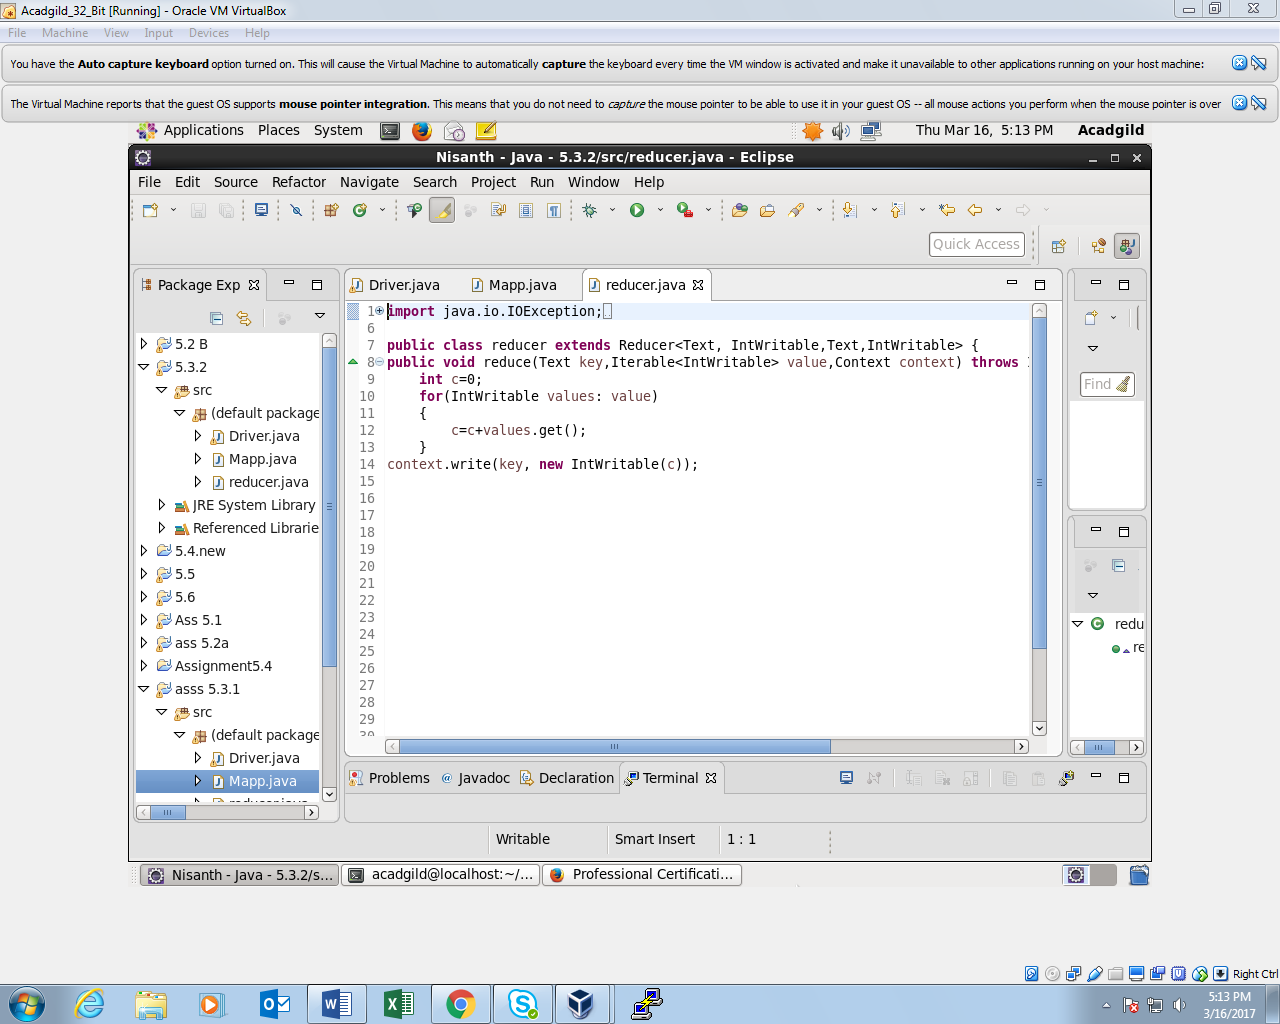 Acadgild_32_Bit [Running] - Oracle VM VirtualBox
File Machine View Input Devices Help
You have the Auto capture keyboard option turned on. This will cause the Virtual Machine to automatically capture the keyboard every time the VM window is activated and make it unavailable to other applications running on your host machine:
The Virtual Machine reports that the guest OS supports mouse pointer integration. This means that you do not need to capture the mouse pointer to be able to use it in your guest OS -- all mouse actions you perform when the mouse pointer is over
Applications Places System Thu Mar 16, 5:13 PM Acadgild
Nisanth - Java - 5.3.2/src/reducer.java - Eclipse
File Edit Source Refactor Navigate Search Project Run Window Help
Quick Access
Package Exp
5.2 B
5.3.2
src
(default package
Driver.java
Mapp.java
reducer.java
JRE System Library
Referenced Librarie
5.4.new
5.5
5.6
Ass 5.1
ass 5.2a
Assignment5.4
asss 5.3.1
src
(default package
Driver.java
Mapp.java
reducer.java
Driver.java Mapp.java reducer.java
1 import java.io.IOException;
6
7 public class reducer extends Reducer<Text, IntWritable,Text,IntWritable> {
8 public void reduce(Text key,Iterable<IntWritable> value,Context context) throws
9 int c=0;
10 for(IntWritable values: value)
11 {
12 c=c+values.get();
13 }
14 context.write(key, new IntWritable(c));
15
16
17
18
19
20
21
22
23
24
25
26
27
28
29
30
Find
redu
re
Problems @ Javadoc Declaration Terminal
Writable Smart Insert 1 : 1
Nisanth - Java - 5.3.2/s... acadgild@localhost:~/... Professional Certificati...
Right Ctrl
5:13 PM
3/16/2017